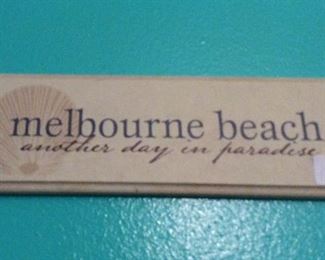 melbourne beach
another day in paradise